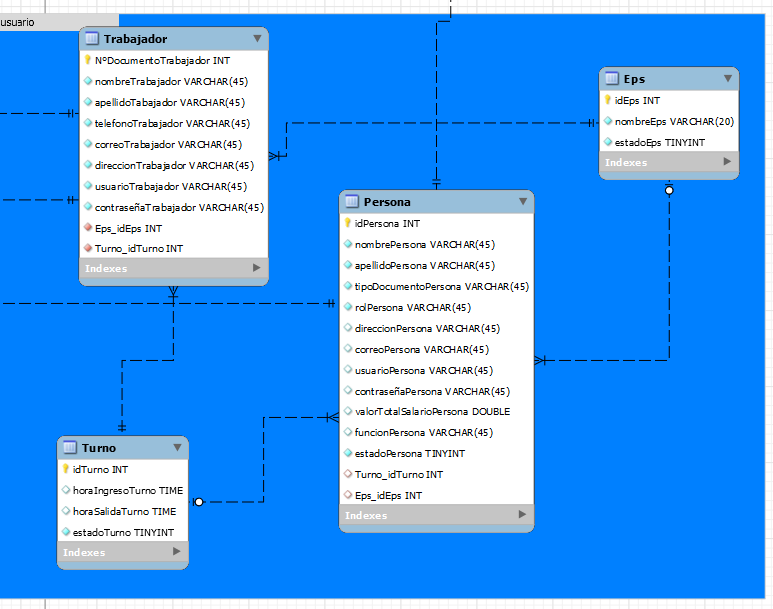 usuario
Trabajador
NºDocumentoTrabajador INT
nombreTrabajador VARCHAR(45)
apellidoTabajador VARCHAR(45)
telefonoTrabajador VARCHAR(45)
correoTrabajador VARCHAR(45)
direccionTrabajador VARCHAR(45)
usuarioTrabajador VARCHAR(45)
contraseñaTrabajador VARCHAR(45)
Eps_idEps INT
Turno_idTurno INT
Indexes
Eps
idEps INT
nombreEps VARCHAR(20)
estadoEps TINYINT
Indexes
Persona
idPersona INT
nombrePersona VARCHAR(45)
apellidoPersona VARCHAR(45)
tipoDocumentoPersona VARCHAR(45)
rolPersona VARCHAR(45)
direccionPersona VARCHAR(45)
correoPersona VARCHAR(45)
usuarioPersona VARCHAR(45)
contraseñaPersona VARCHAR(45)
valorTotalSalarioPersona DOUBLE
funcionPersona VARCHAR(45)
estadoPersona TINYINT
Turno_idTurno INT
Eps_idEps INT
Indexes
Turno
idTurno INT
horaIngresoTurno TIME
horaSalidaTurno TIME
estadoTurno TINYINT
Indexes